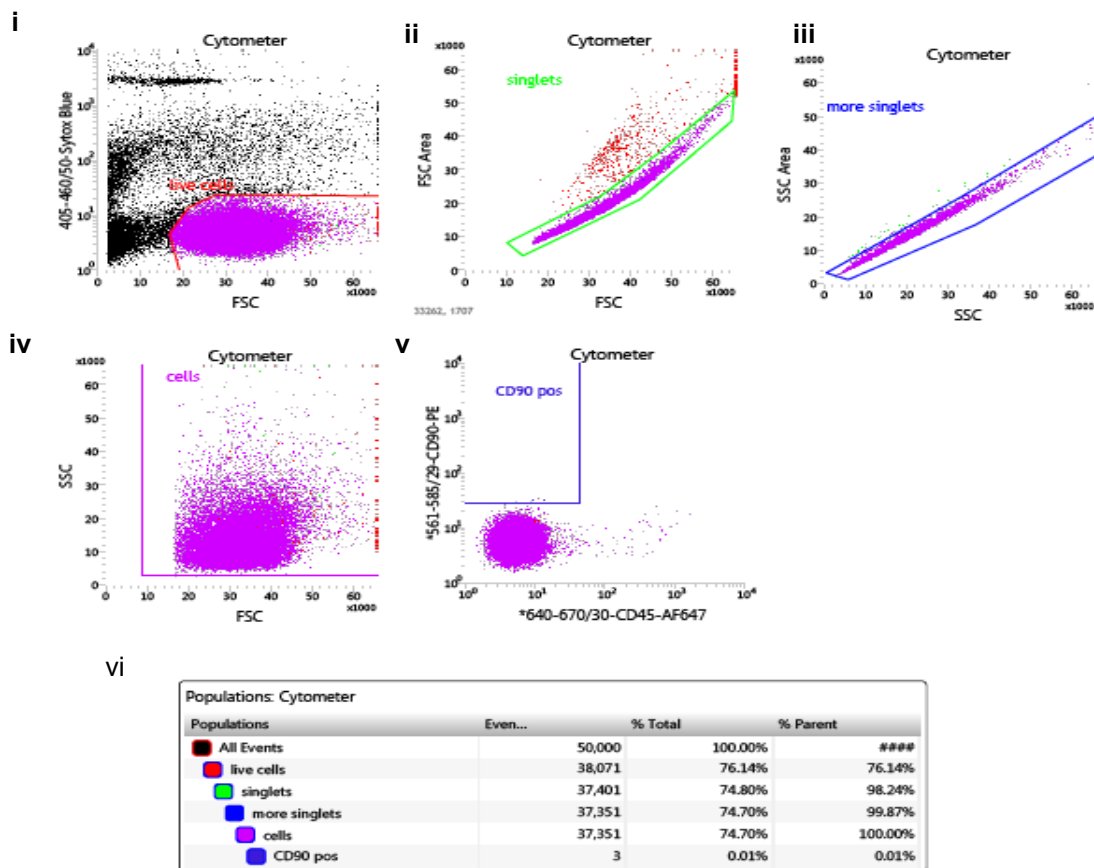 i
Cytometer
10⁶
10³
10²
10¹
10⁰
405-460/50-Sytox Blue
live cells
0 10 20 30 40 50 60
x1000
FSC
ii
x1000
Cytometer
singlets
60
50
40
30
20
10
0
FSC Area
0 10 20 30 40 50 60
x1000
FSC
33262, 1707
iii
x1000
Cytometer
more singlets
60
50
40
30
20
10
0
SSC Area
0 10 20 30 40 50 60
x1000
SSC
iv
x1000
Cytometer
cells
60
50
40
30
20
10
0
SSC
0 10 20 30 40 50 60
x1000
FSC
v
Cytometer
CD90 pos
10⁴
10³
10²
10⁰
*561-585/29-CD90-PE
10⁰ 10¹ 10² 10³ 10⁴
*640-670/30-CD45-AF647
vi
Populations: Cytometer
Populations Even... % Total % Parent
All Events 50,000 100.00% ####
live cells 38,071 76.14% 76.14%
singlets 37,401 74.80% 98.24%
more singlets 37,351 74.70% 99.87%
cells 37,351 74.70% 100.00%
CD90 pos 3 0.01% 0.01%